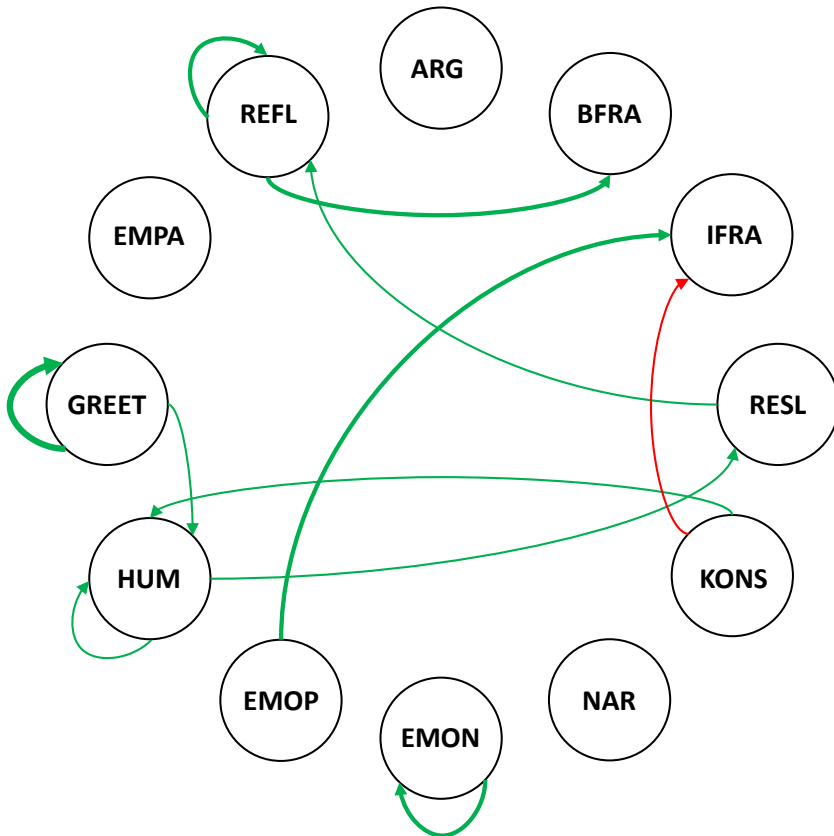 ARG
REFL
BFRA
EMPA
IFRA
GREET
RESL
HUM
KONS
EMOP
NAR
EMON